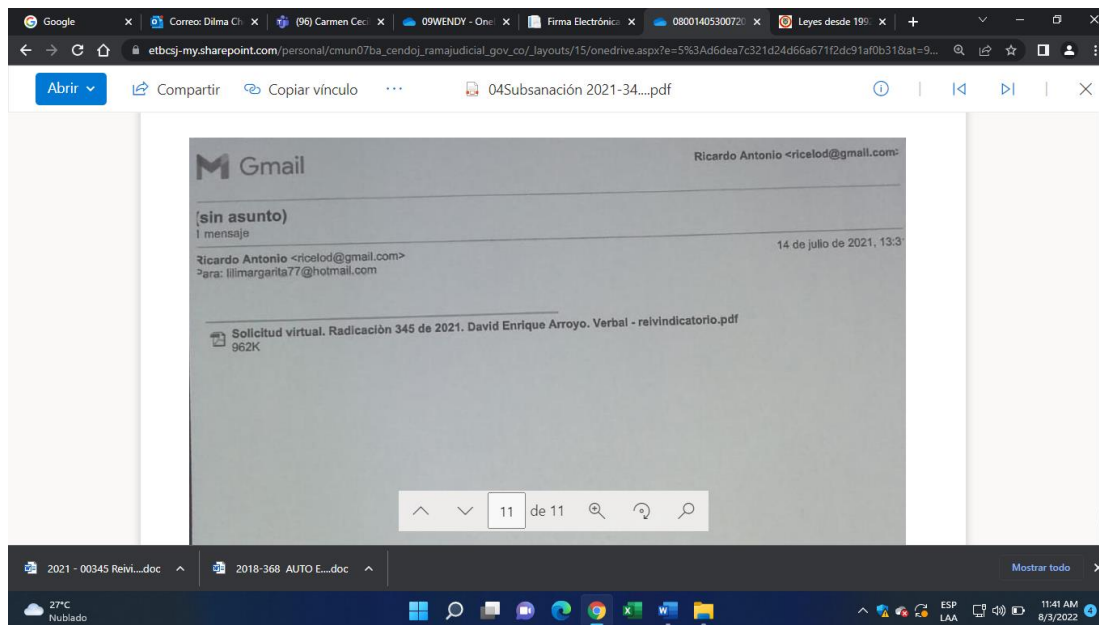 Google
Correo: Dilma Ch
(96) Carmen Ceci
09WENDY - One
Firma Electrónica
08001405300720
Leyes desde 199
etbcsj-my.sharepoint.com/personal/cmun07ba_cendoj_ramajudicial_gov_co/_layouts/15/onedrive.aspx?e=5%3Ad6dea7c321d24d66a671f2dc91af0b31&at=9...
Abrir
Compartir
Copiar vínculo
...
04Subsanación 2021-34....pdf
M Gmail
Ricardo Antonio <ricelod@gmail.com>
(sin asunto)
1 mensaje
Ricardo Antonio <ricelod@gmail.com>
14 de julio de 2021, 13:3
Para: lilimargarita77@hotmail.com
Solicitud virtual. Radicaciòn 345 de 2021. David Enrique Arroyo. Verbal - reivindicatorio.pdf
962K
11 de 11
2021 - 00345 Reivi....doc
2018-368 AUTO E....doc
Mostrar todo
27°C
Nublado
ESP
LAA
11:41 AM
8/3/2022
4